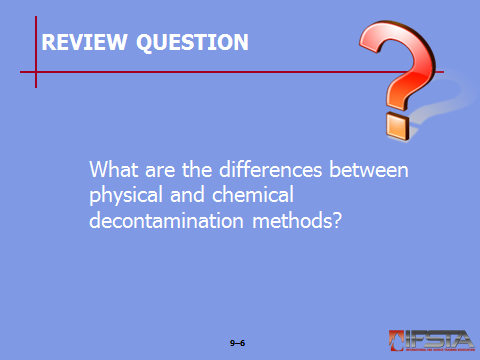 REVIEW QUESTION
What are the differences between
physical and chemical
decontamination methods?
9–6
IFSTA